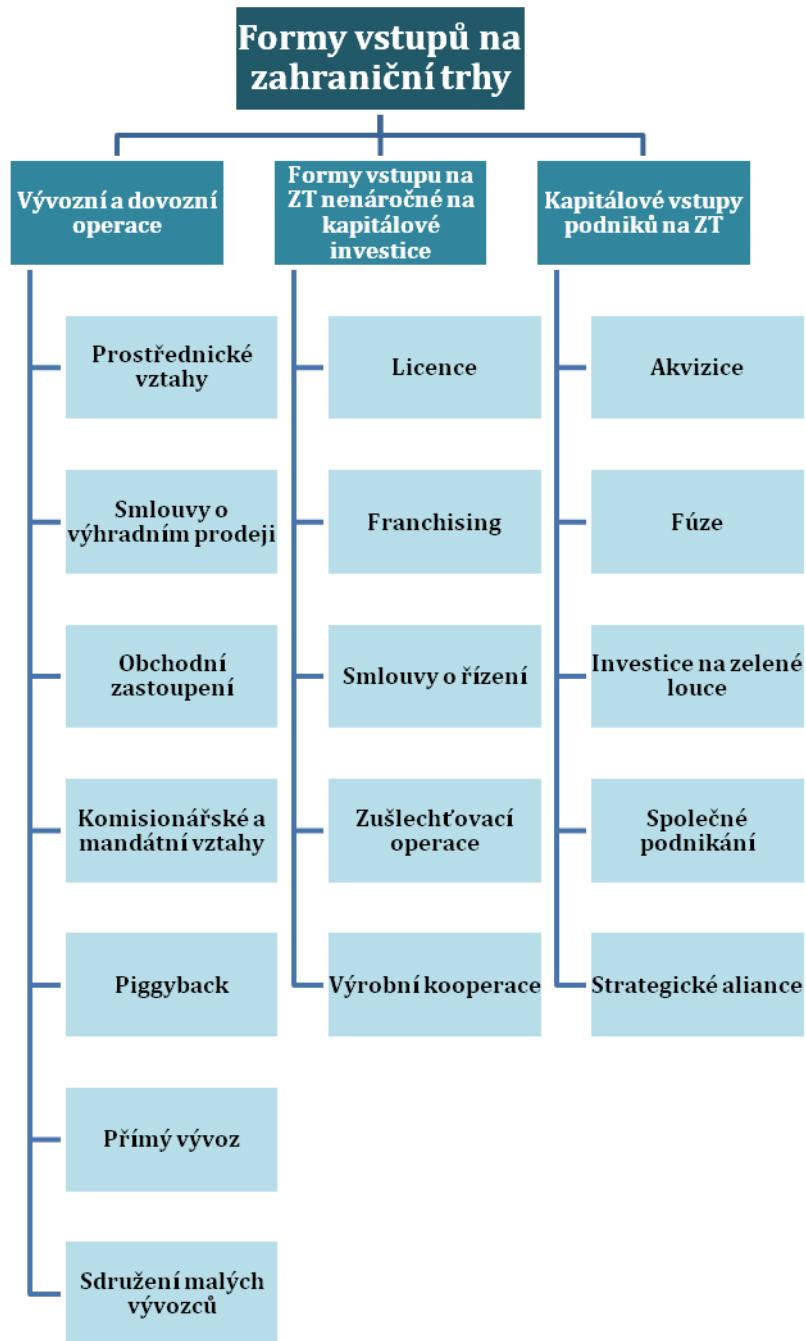 Formy vstupů na
zahraniční trhy
Vývozní a dovozní
operace
Prostřednické
vztahy
Smlouvy o
výhradním prodeji
Obchodní
zastoupení
Komisionářské a
mandátní vztahy
Piggyback
Přímý vývoz
Sdružení malých
vývozců
Formy vstupu na
ZT nenáročné na
kapitálové
investice
Licence
Franchising
Smlouvy o řízení
Zušlechťovací
operace
Výrobní kooperace
Kapitálové vstupy
podniků na ZT
Akvizice
Fúze
Investice na zelené
louce
Společné
podnikání
Strategické aliance